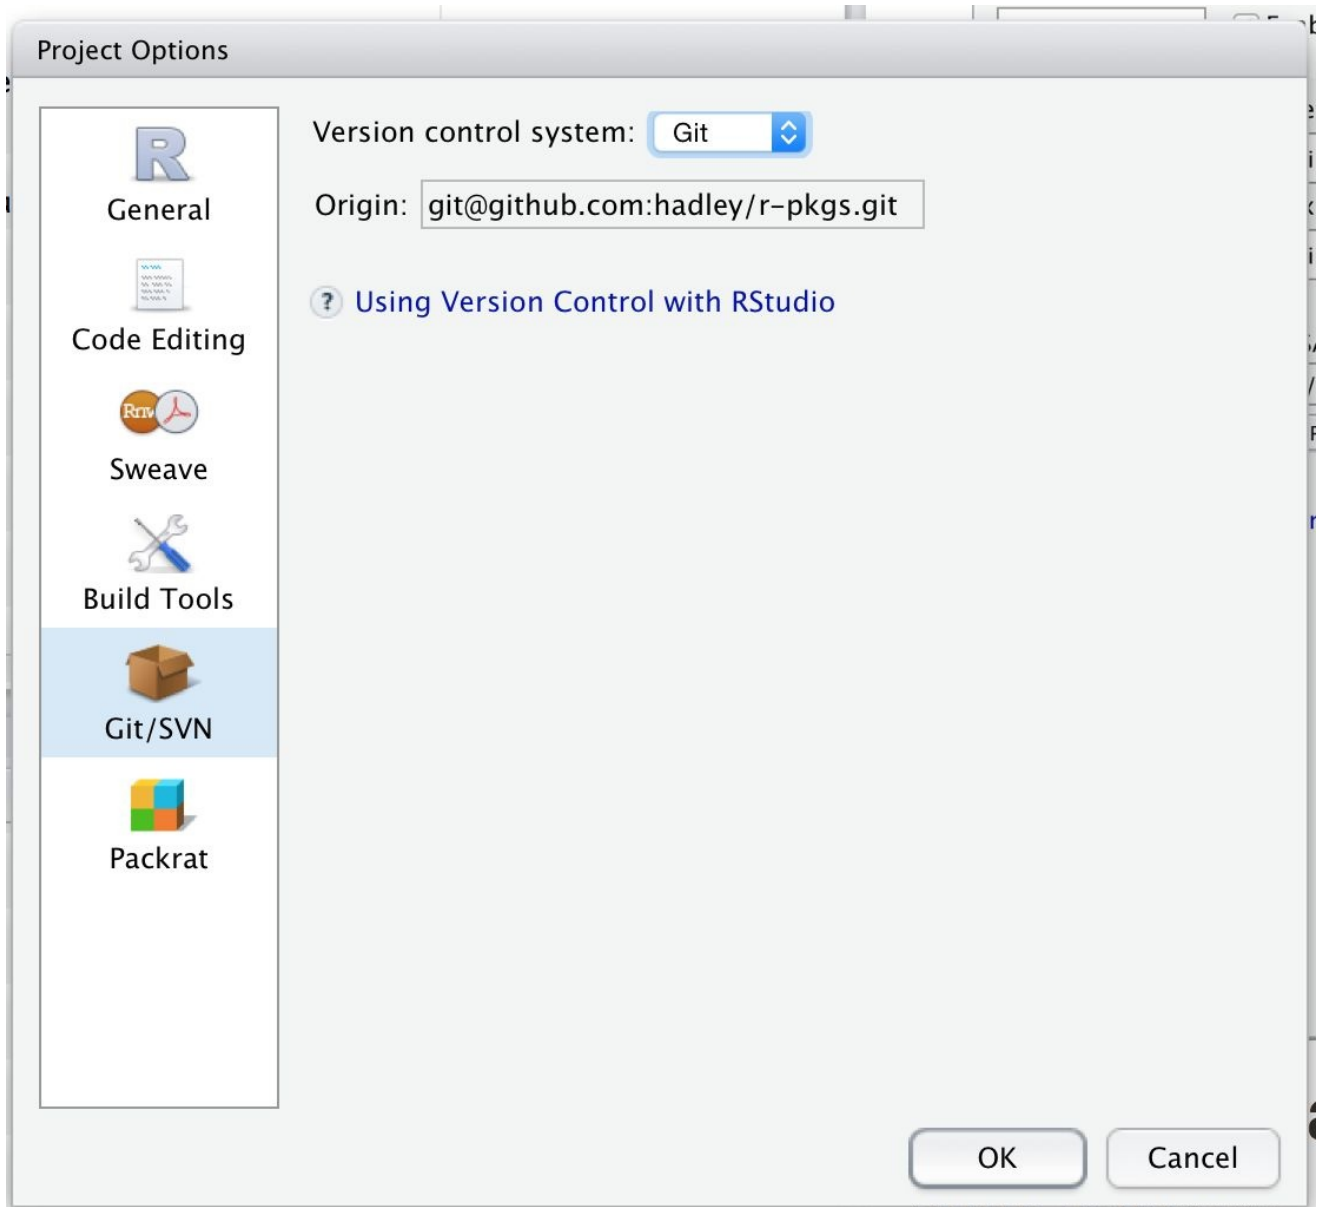 Project Options
General
Code Editing
Rnw
Sweave
Build Tools
Git/SVN
Packrat
Version control system: Git
Origin: git@github.com:hadley/r-pkgs.git
? Using Version Control with RStudio
OK
Cancel